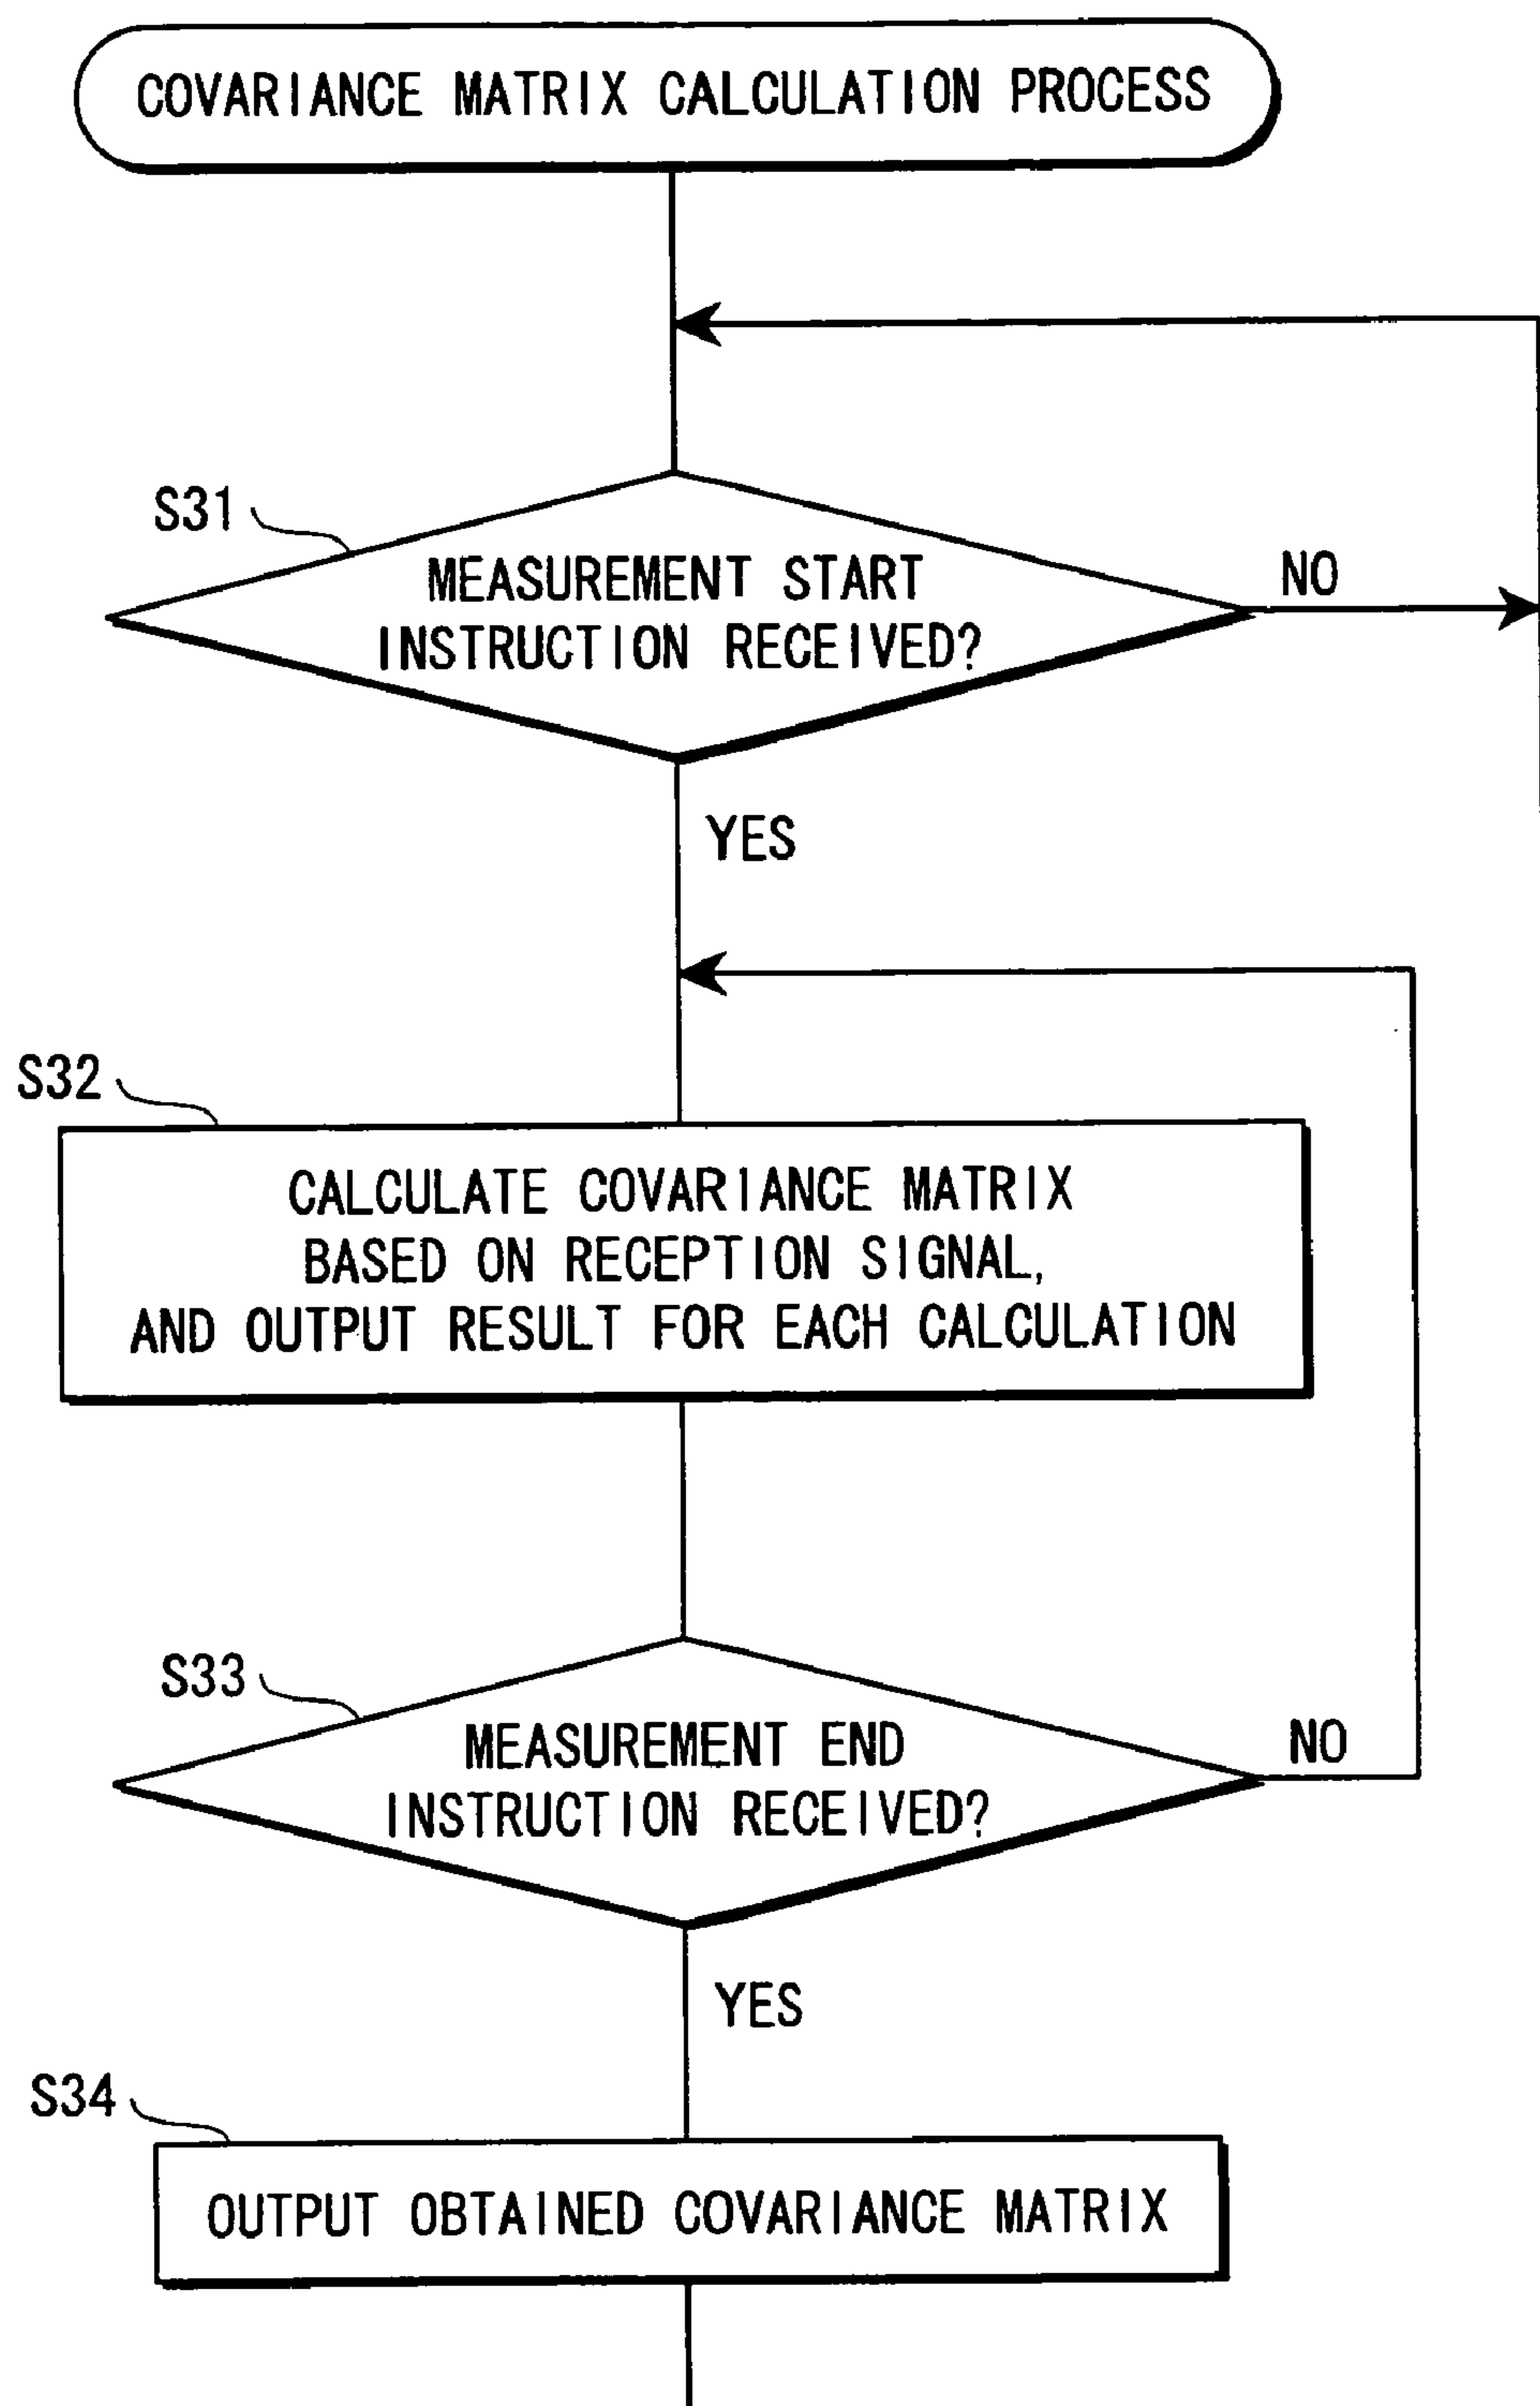 COVARIANCE MATRIX CALCULATION PROCESS
S31
MEASUREMENT START
INSTRUCTION RECEIVED?
NO
YES
S32
CALCULATE COVARIANCE MATRIX
BASED ON RECEPTION SIGNAL,
AND OUTPUT RESULT FOR EACH CALCULATION
S33
MEASUREMENT END
INSTRUCTION RECEIVED?
NO
YES
S34
OUTPUT OBTAINED COVARIANCE MATRIX